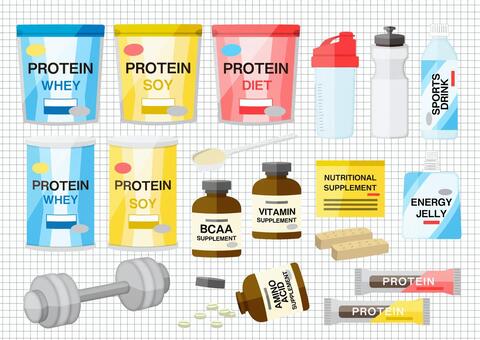 PROTEIN
WHEY
PROTEIN
SOY
PROTEIN
DIET
SPORTS
DRINK
PROTEIN
WHEY
PROTEIN
SOY
BCAA
SUPPLEMENT
VITAMIN
SUPPLEMENT
NUTRITIONAL
SUPPLEMENT
ENERGY
JELLY
AMINO
ACID
SUPPLEMENT
PROTEIN
PROTEIN